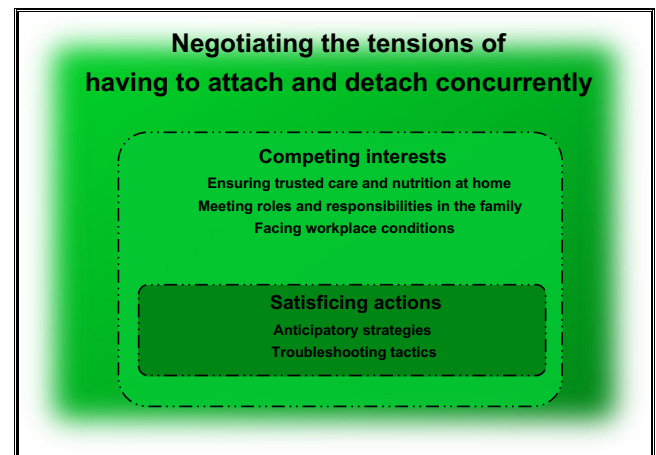 Negotiating the tensions of
having to attach and detach concurrently
Competing interests
Ensuring trusted care and nutrition at home
Meeting roles and responsibilities in the family
Facing workplace conditions
Satisficing actions
Anticipatory strategies
Troubleshooting tactics